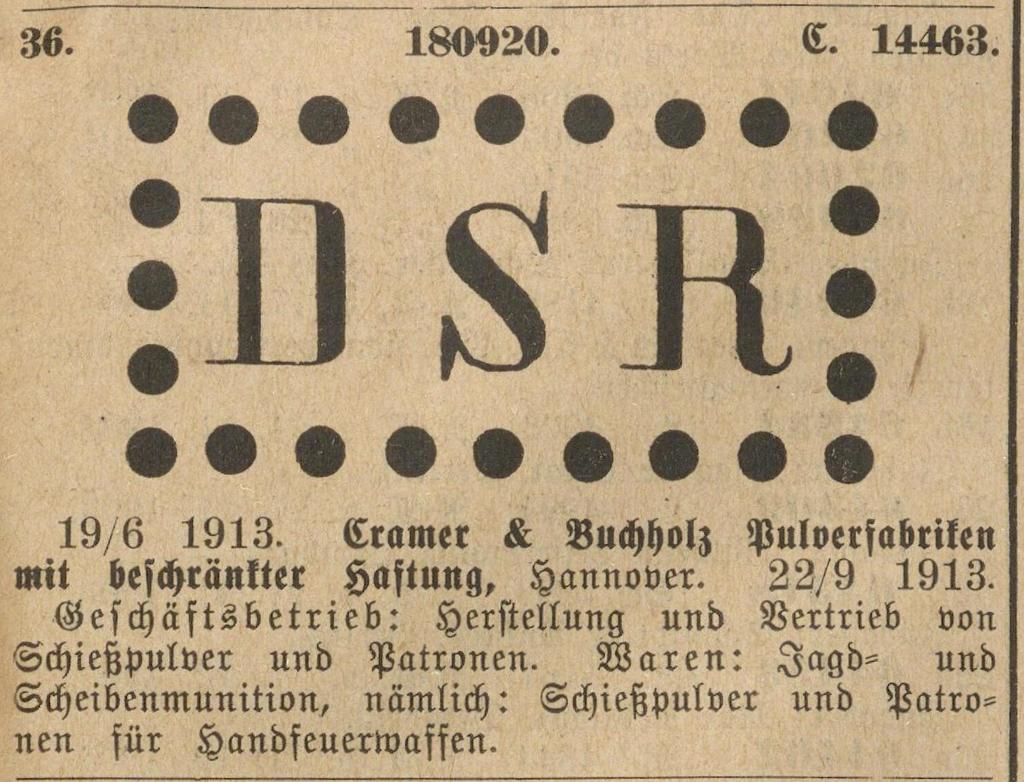 36. 180920. C. 14463.
D S R
19/6 1913. Cramer & Buchholz Pulverfabriken
mit beschränkter Haftung, Hannover. 22/9 1913.
Geschäftsbetrieb: Herstellung und Vertrieb von
Schießpulver und Patronen. Waren: Jagd- und
Scheibenmunition, nämlich: Schießpulver und Patro-
nen für Handfeuerwaffen.